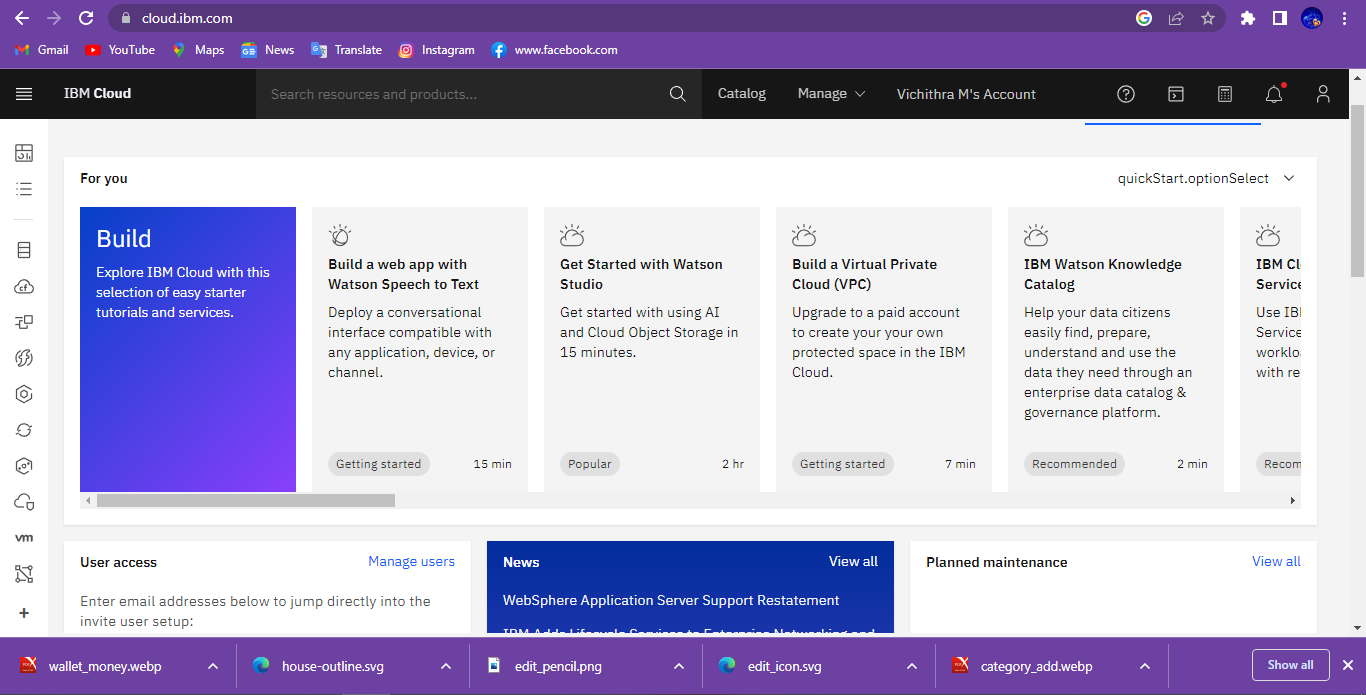 cloud.ibm.com
Gmail YouTube Maps News Translate Instagram www.facebook.com
IBM Cloud Search resources and products... Catalog Manage Vichithra M's Account
For you quickStart.optionSelect
Build
Explore IBM Cloud with this
selection of easy starter
tutorials and services.
Build a web app with
Watson Speech to Text
Deploy a conversational
interface compatible with
any application, device, or
channel.
Getting started 15 min
Get Started with Watson
Studio
Get started with using AI
and Cloud Object Storage in
15 minutes.
Popular 2 hr
Build a Virtual Private
Cloud (VPC)
Upgrade to a paid account
to create your your own
protected space in the IBM
Cloud.
Getting started 7 min
IBM Watson Knowledge
Catalog
Help your data citizens
easily find, prepare,
understand and use the
data they need through an
enterprise data catalog &
governance platform.
Recommended 2 min
IBM Cl
Service
Use IBI
Service
workloa
with re
Recom
vm
User access Manage users
Enter email addresses below to jump directly into the
invite user setup:
News View all
WebSphere Application Server Support Restatement
IBM Adds Lifecycle Services to Enterprise Networking and
Planned maintenance View all
wallet_money.webp house-outline.svg edit_pencil.png edit_icon.svg category_add.webp Show all